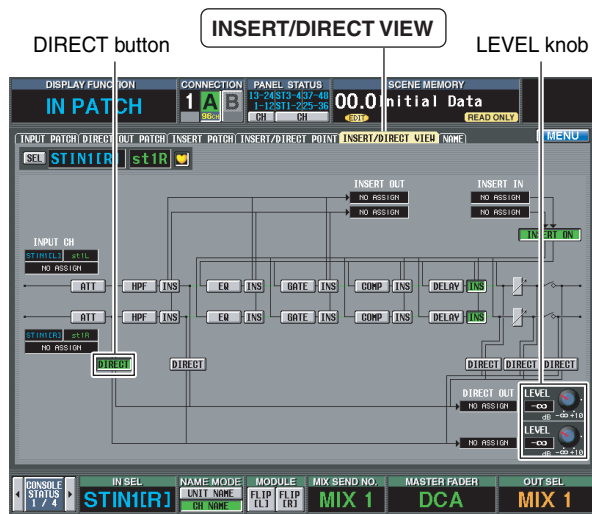 INSERT/DIRECT VIEW
DIRECT button
LEVEL knob
DISPLAY FUNCTION
IN PATCH
CONNECTION
1 A B
96CH
PANEL STATUS
13-24 ST3-4 37-48
1-12 ST1-2 25-36
CH CH
SCENE MEMORY
00.0 Initial Data
EDIT
READ ONLY
INPUT PATCH DIRECT OUT PATCH INSERT PATCH INSERT/DIRECT POINT INSERT/DIRECT VIEW NAME
MENU
SEL STIN1[R] st1R
INSERT OUT
INSERT IN
NO ASSIGN NO ASSIGN
NO ASSIGN NO ASSIGN
INSERT ON
INPUT CH
STIN1[L] st1L
NO ASSIGN
ATT HPF INS EQ INS GATE INS COMP INS DELAY INS
ATT HPF INS EQ INS GATE INS COMP INS DELAY INS
STIN1[R] st1R
NO ASSIGN
DIRECT DIRECT DIRECT DIRECT DIRECT
DIRECT OUT
NO ASSIGN
LEVEL
-∞
dB -∞ +10
NO ASSIGN
LEVEL
-∞
dB -∞ +10
CONSOLE STATUS
1 / 4
IN SEL
STIN1[R]
NAME MODE
UNIT NAME
CH NAME
MODULE
FLIP [L] FLIP [R]
MIX SEND NO.
MIX 1
MASTER FADER
DCA
OUT SEL
MIX 1